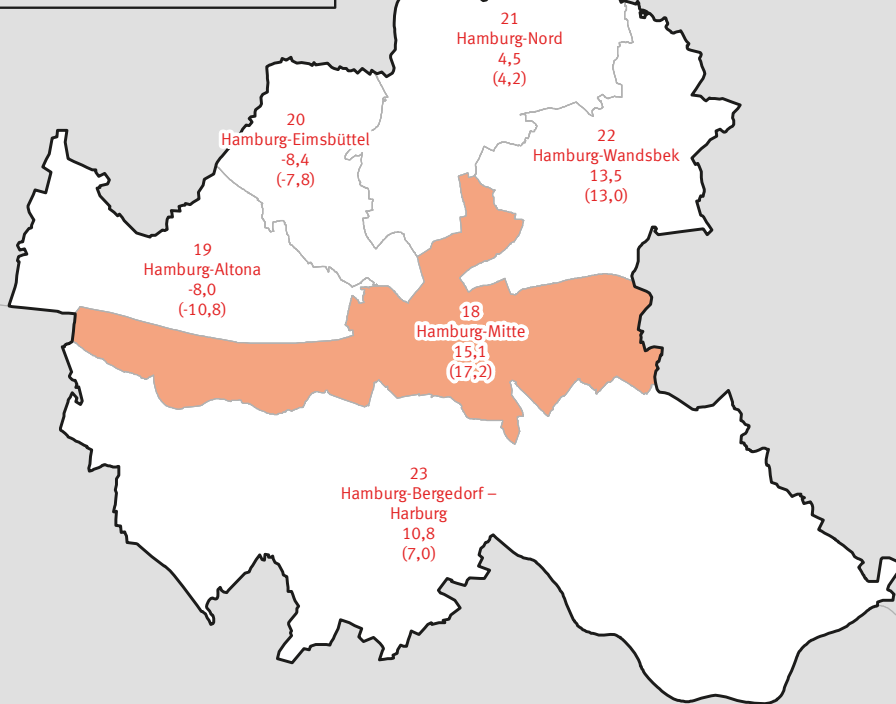 21
Hamburg-Nord
4,5
(4,2)
20
Hamburg-Eimsbüttel
-8,4
(-7,8)
22
Hamburg-Wandsbek
13,5
(13,0)
19
Hamburg-Altona
-8,0
(-10,8)
18
Hamburg-Mitte
15,1
(17,2)
23
Hamburg-Bergedorf –
Harburg
10,8
(7,0)